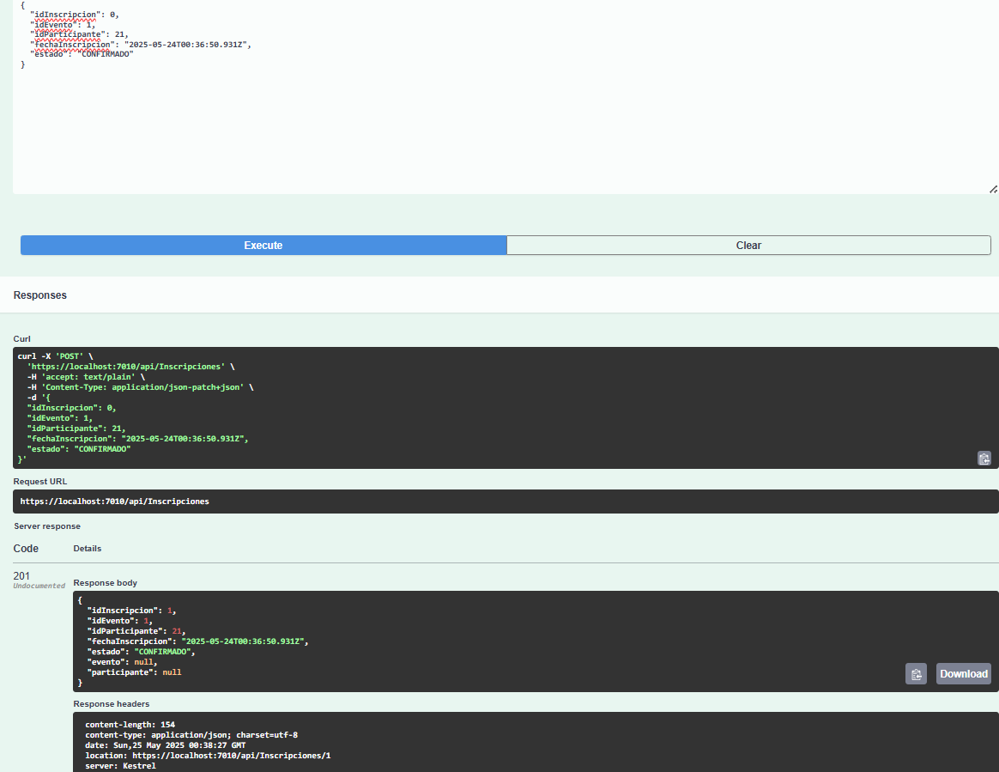 {
  "idInscripcion": 0,
  "idEvento": 1,
  "idParticipante": 21,
  "fechaInscripcion": "2025-05-24T00:36:50.931Z",
  "estado": "CONFIRMADO"
}
Execute
Clear
Responses
Curl
curl -X 'POST' \
  'https://localhost:7010/api/Inscripciones' \
  -H 'accept: text/plain' \
  -H 'Content-Type: application/json-patch+json' \
  -d '{
  "idInscripcion": 0,
  "idEvento": 1,
  "idParticipante": 21,
  "fechaInscripcion": "2025-05-24T00:36:50.931Z",
  "estado": "CONFIRMADO"
}'
Request URL
https://localhost:7010/api/Inscripciones
Server response
Code Details
201
Undocumented
Response body
{
  "idInscripcion": 1,
  "idEvento": 1,
  "idParticipante": 21,
  "fechaInscripcion": "2025-05-24T00:36:50.931Z",
  "estado": "CONFIRMADO",
  "evento": null,
  "participante": null
}
Download
Response headers
content-length: 154
content-type: application/json; charset=utf-8
date: Sun,25 May 2025 00:38:27 GMT
location: https://localhost:7010/api/Inscripciones/1
server: Kestrel